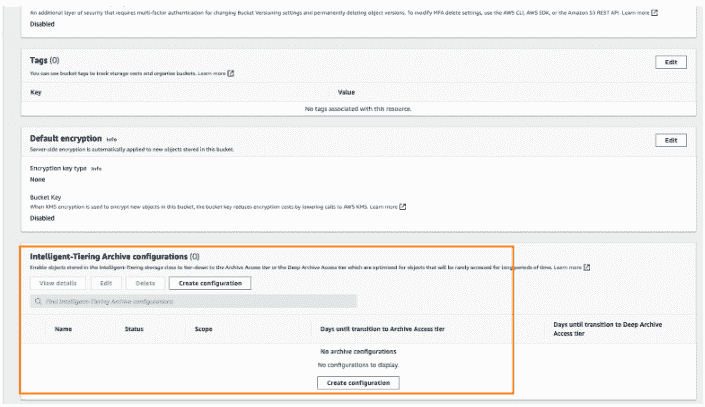 An additional layer of security that requires multi-factor authentication for changing Bucket Versioning settings and permanently deleting object versions. To modify MFA delete settings, use the AWS CLI, AWS SDK, or the Amazon S3 REST API. Learn more
Disabled
Tags (0)
Edit
You can use bucket tags to track storage costs and organize buckets. Learn more
Key Value
No tags associated with this resource.
Default encryption Info
Edit
Server-side encryption is automatically applied to new objects stored in this bucket.
Encryption key type Info
None
Bucket Key
When KMS encryption is used to encrypt new objects in this bucket, the bucket key reduces encryption costs by lowering calls to AWS KMS. Learn more
Disabled
Intelligent-Tiering Archive configurations (0)
Enable objects stored in the Intelligent-Tiering storage class to tier-down to the Archive Access tier or the Deep Archive Access tier which are optimized for objects that will be rarely accessed for long periods of time. Learn more
View details Edit Delete Create configuration
Find Intelligent-Tiering Archive configurations
Name Status Scope Days until transition to Archive Access tier Days until transition to Deep Archive
Access tier
No archive configurations
No configurations to display.
Create configuration